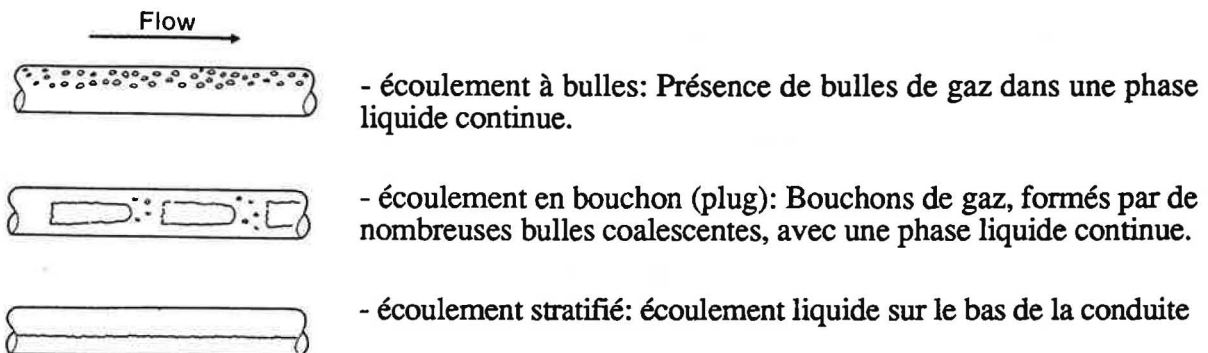 Flow
- écoulement à bulles: Présence de bulles de gaz dans une phase
liquide continue.
- écoulement en bouchon (plug): Bouchons de gaz, formés par de
nombreuses bulles coalescentes, avec une phase liquide continue.
- écoulement stratifié: écoulement liquide sur le bas de la conduite